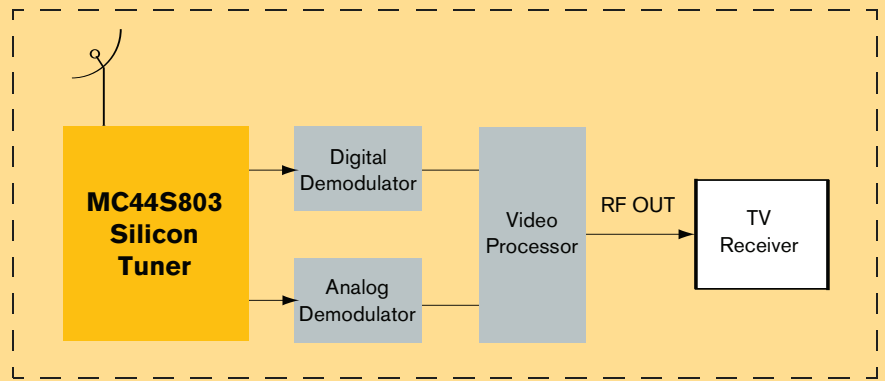 MC44S803
Silicon
Tuner
Digital
Demodulator
Analog
Demodulator
Video
Processor
RF OUT
TV
Receiver